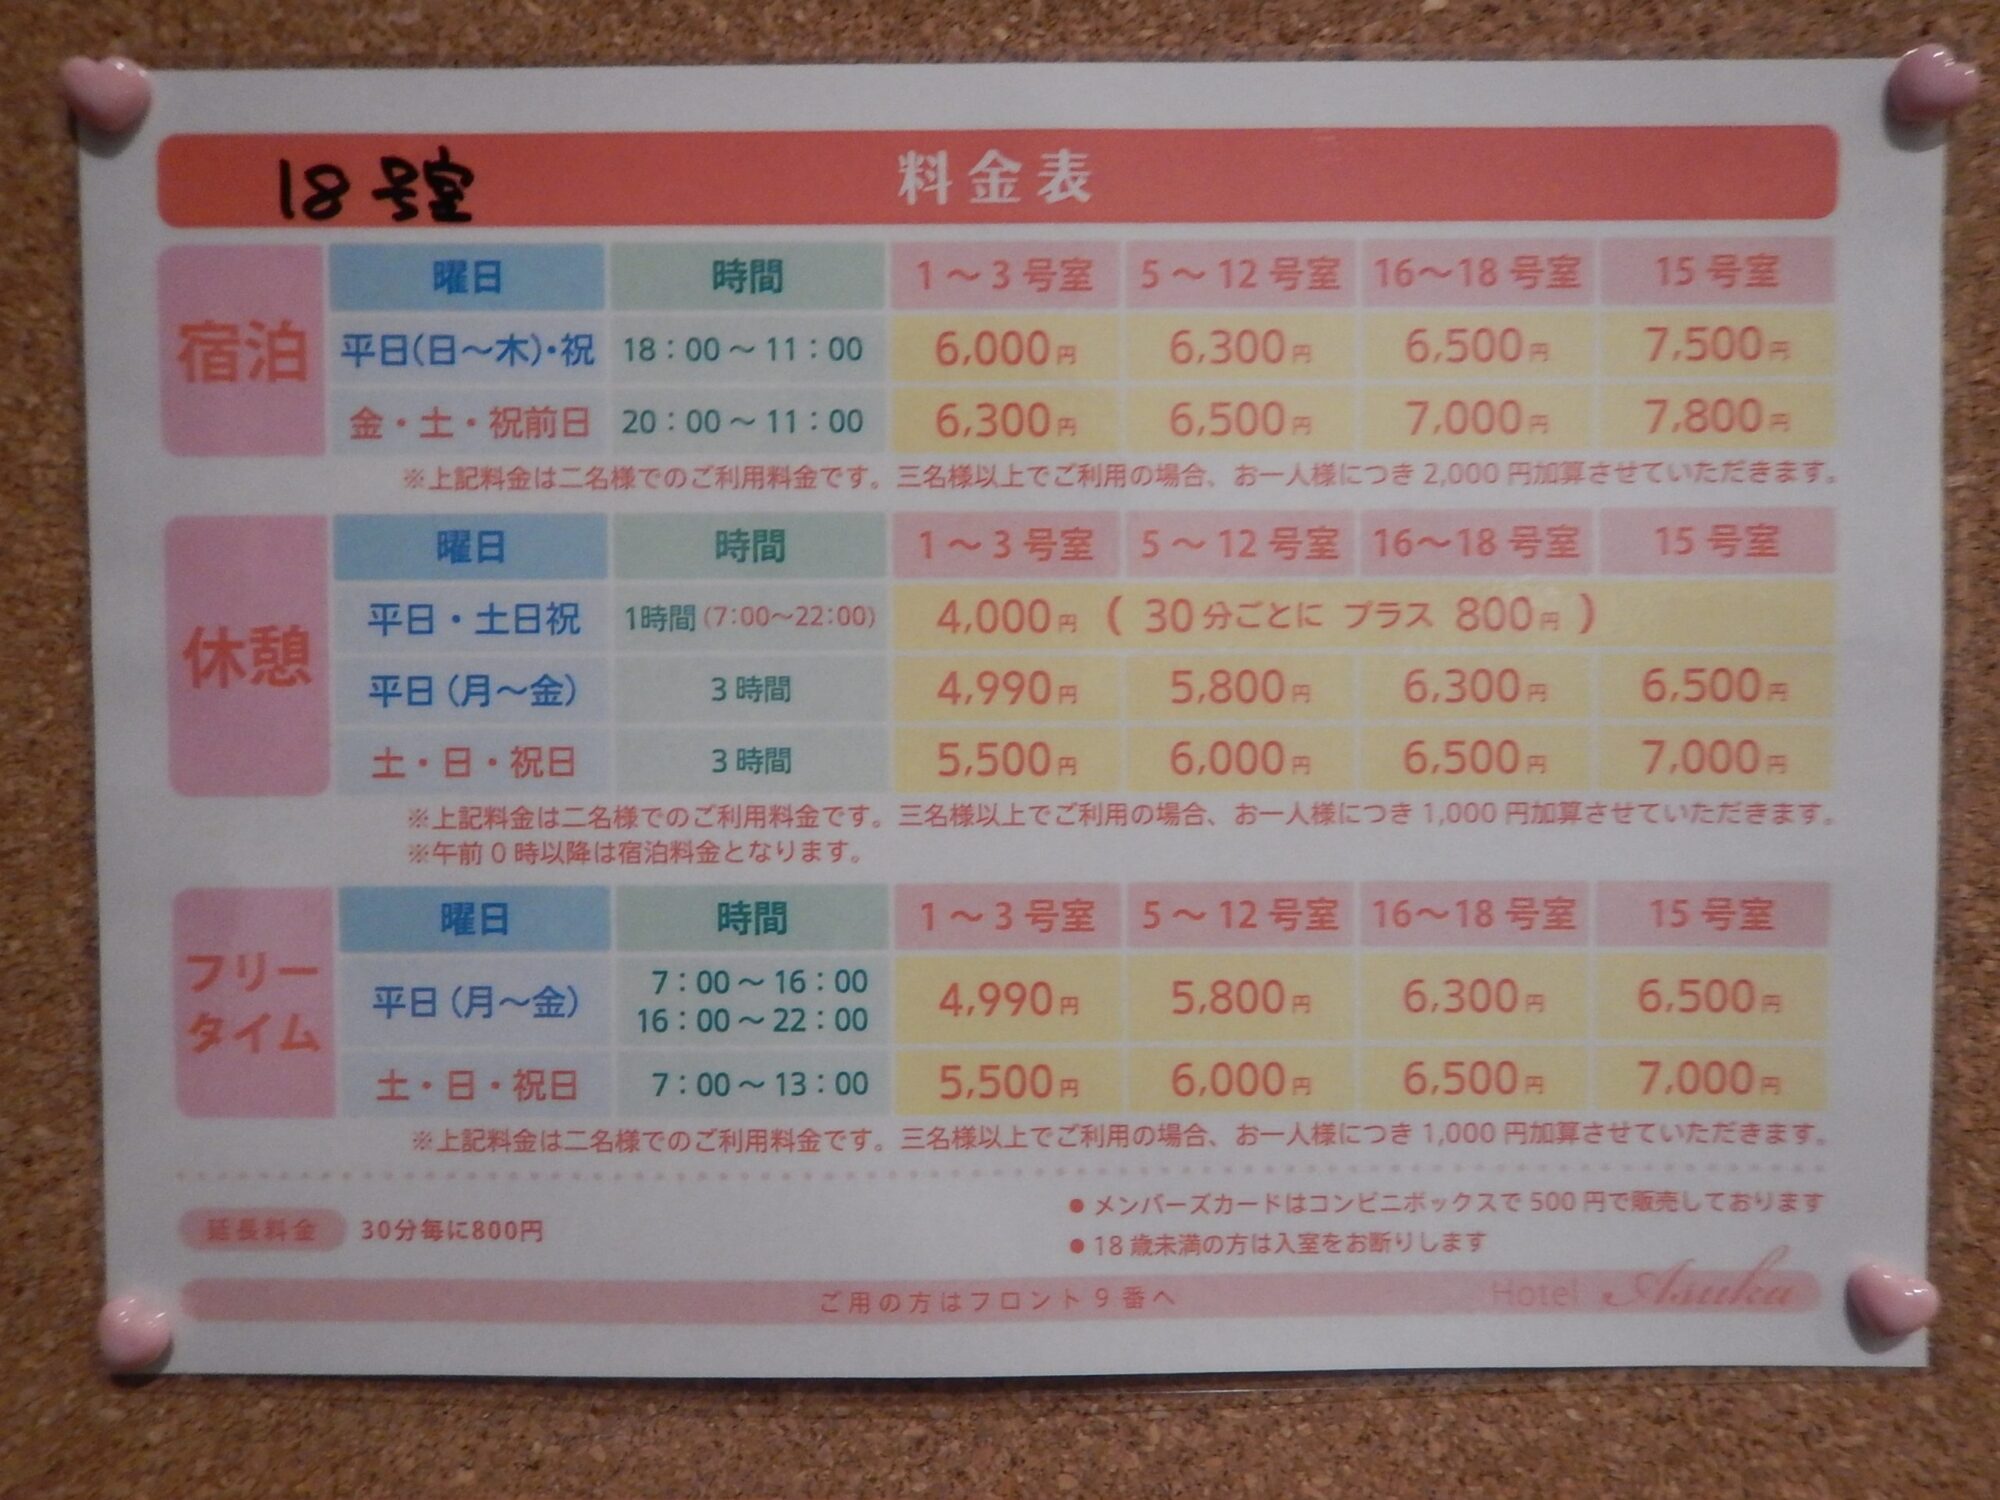 18号室
料金表
宿泊
曜日 時間 1〜3号室 5〜12号室 16〜18号室 15号室
平日(日〜木)・祝 18：00〜11：00 6,000円 6,300円 6,500円 7,500円
金・土・祝前日 20：00〜11：00 6,300円 6,500円 7,000円 7,800円
※上記料金は二名様でのご利用料金です。三名様以上でご利用の場合、お一人様につき2,000円加算させていただきます。
休憩
曜日 時間 1〜3号室 5〜12号室 16〜18号室 15号室
平日・土日祝 1時間(7:00〜22:00) 4,000円 ( 30分ごとに プラス 800円 )
平日(月〜金) 3時間 4,990円 5,800円 6,300円 6,500円
土・日・祝日 3時間 5,500円 6,000円 6,500円 7,000円
※上記料金は二名様でのご利用料金です。三名様以上でご利用の場合、お一人様につき1,000円加算させていただきます。
※午前0時以降は宿泊料金となります。
フリー
タイム
曜日 時間 1〜3号室 5〜12号室 16〜18号室 15号室
平日(月〜金) 7：00〜16：00 4,990円 5,800円 6,300円 6,500円
16：00〜22：00
土・日・祝日 7：00〜13：00 5,500円 6,000円 6,500円 7,000円
※上記料金は二名様でのご利用料金です。三名様以上でご利用の場合、お一人様につき1,000円加算させていただきます。
延長料金 30分毎に800円
●メンバーズカードはコンビニボックスで500円で販売しております
●18歳未満の方は入室をお断りします
ご用の方はフロント9番へ
Hotel Asuka